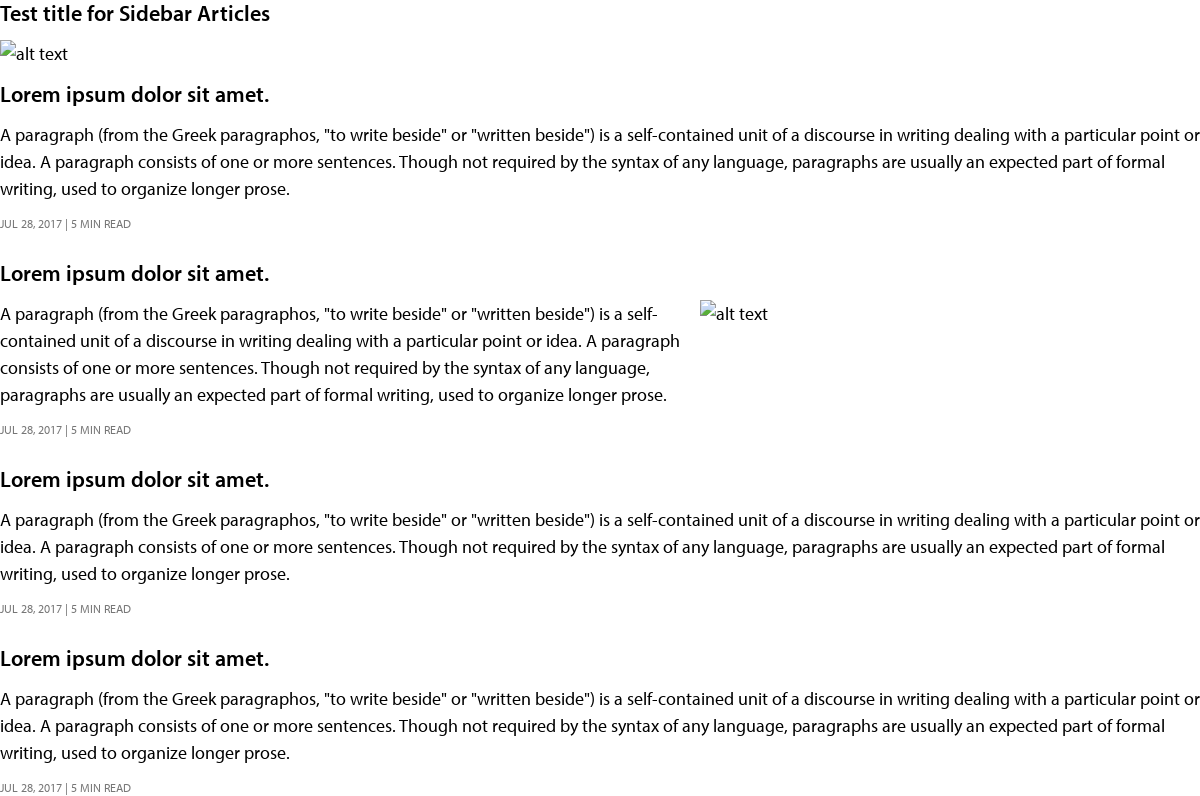 Test title for Sidebar Articles
alt text
Lorem ipsum dolor sit amet.
A paragraph (from the Greek paragraphos, "to write beside" or "written beside") is a self-contained unit of a discourse in writing dealing with a particular point or
idea. A paragraph consists of one or more sentences. Though not required by the syntax of any language, paragraphs are usually an expected part of formal
writing, used to organize longer prose.
JUL 28, 2017 | 5 MIN READ
Lorem ipsum dolor sit amet.
A paragraph (from the Greek paragraphos, "to write beside" or "written beside") is a self-
contained unit of a discourse in writing dealing with a particular point or idea. A paragraph
consists of one or more sentences. Though not required by the syntax of any language,
paragraphs are usually an expected part of formal writing, used to organize longer prose.
alt text
JUL 28, 2017 | 5 MIN READ
Lorem ipsum dolor sit amet.
A paragraph (from the Greek paragraphos, "to write beside" or "written beside") is a self-contained unit of a discourse in writing dealing with a particular point or
idea. A paragraph consists of one or more sentences. Though not required by the syntax of any language, paragraphs are usually an expected part of formal
writing, used to organize longer prose.
JUL 28, 2017 | 5 MIN READ
Lorem ipsum dolor sit amet.
A paragraph (from the Greek paragraphos, "to write beside" or "written beside") is a self-contained unit of a discourse in writing dealing with a particular point or
idea. A paragraph consists of one or more sentences. Though not required by the syntax of any language, paragraphs are usually an expected part of formal
writing, used to organize longer prose.
JUL 28, 2017 | 5 MIN READ